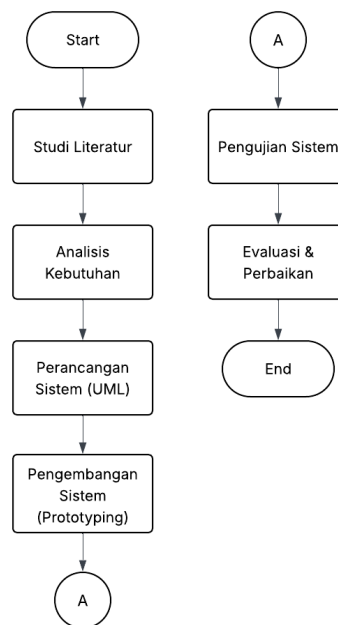 Start
Studi Literatur
Analisis
Kebutuhan
Perancangan
Sistem (UML)
Pengembangan
Sistem
(Prototyping)
A
A
Pengujian Sistem
Evaluasi &
Perbaikan
End